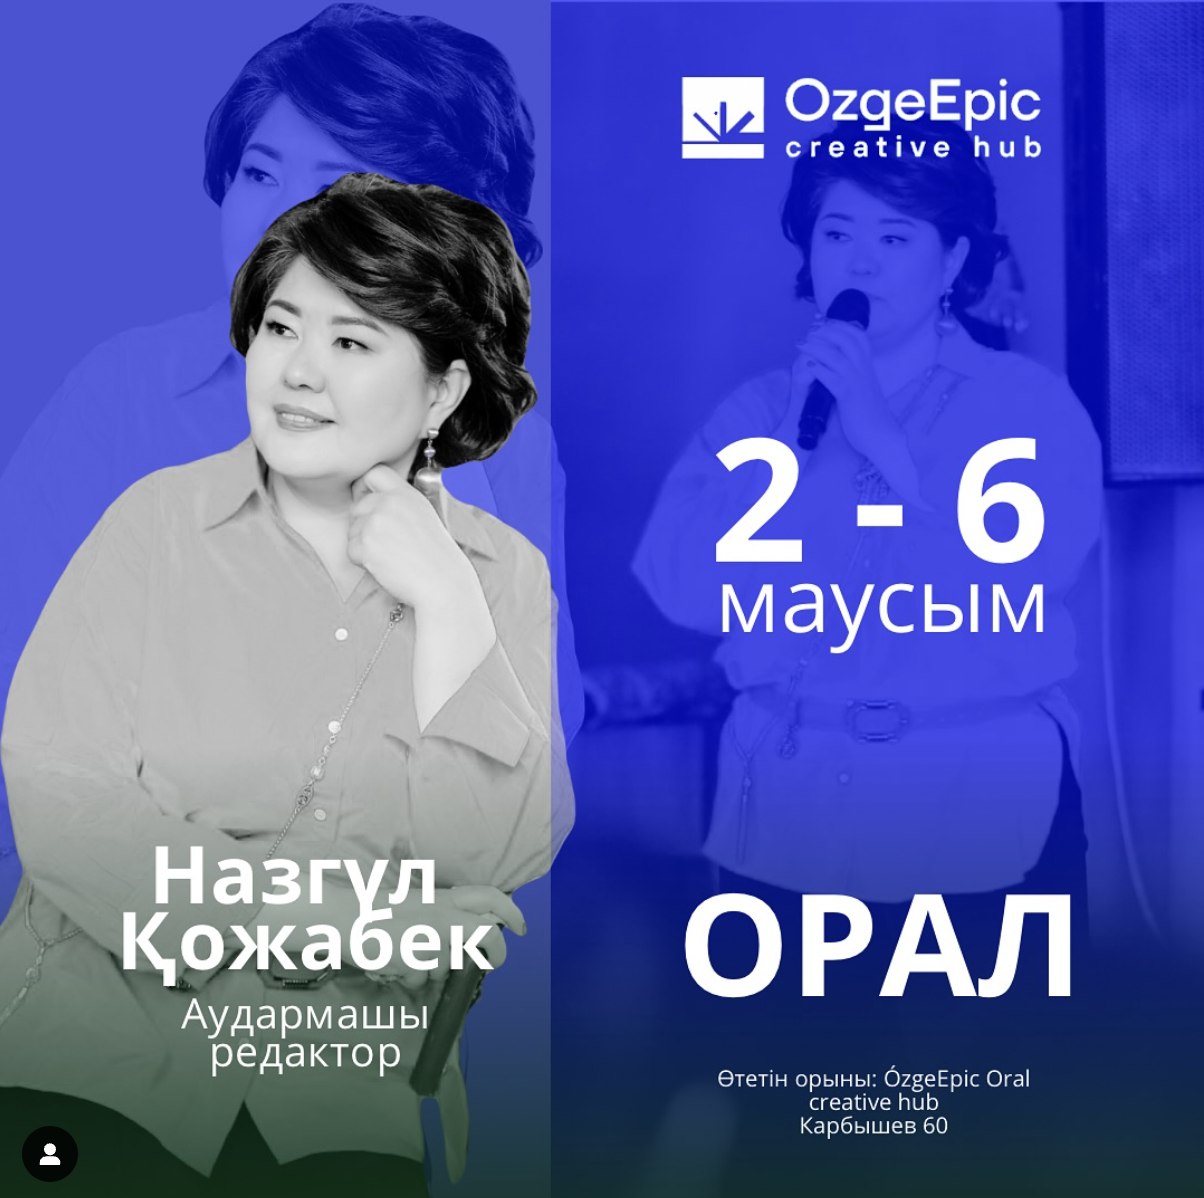 OzgeEpic
creative hub
2 - 6
маусым
Назгүл
Қожабек
Аудармашы
редактор
ОРАЛ
Өтетін орыны: ÓzgeEpic Oral
creative hub
Карбышев 60